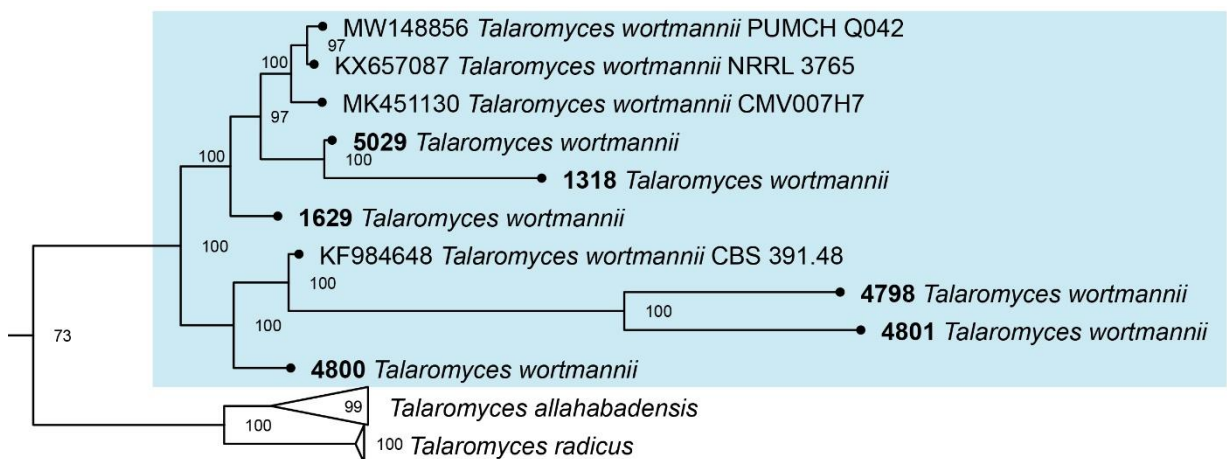 MW148856 Talaromyces wortmannii PUMCH Q042
97
100
KX657087 Talaromyces wortmannii NRRL 3765
MK451130 Talaromyces wortmannii CMV007H7
97
5029 Talaromyces wortmannii
100
100
1318 Talaromyces wortmannii
1629 Talaromyces wortmannii
100
KF984648 Talaromyces wortmannii CBS 391.48
100
4798 Talaromyces wortmannii
100
100
4801 Talaromyces wortmannii
73
4800 Talaromyces wortmannii
99 Talaromyces allahabadensis
100
100 Talaromyces radicus